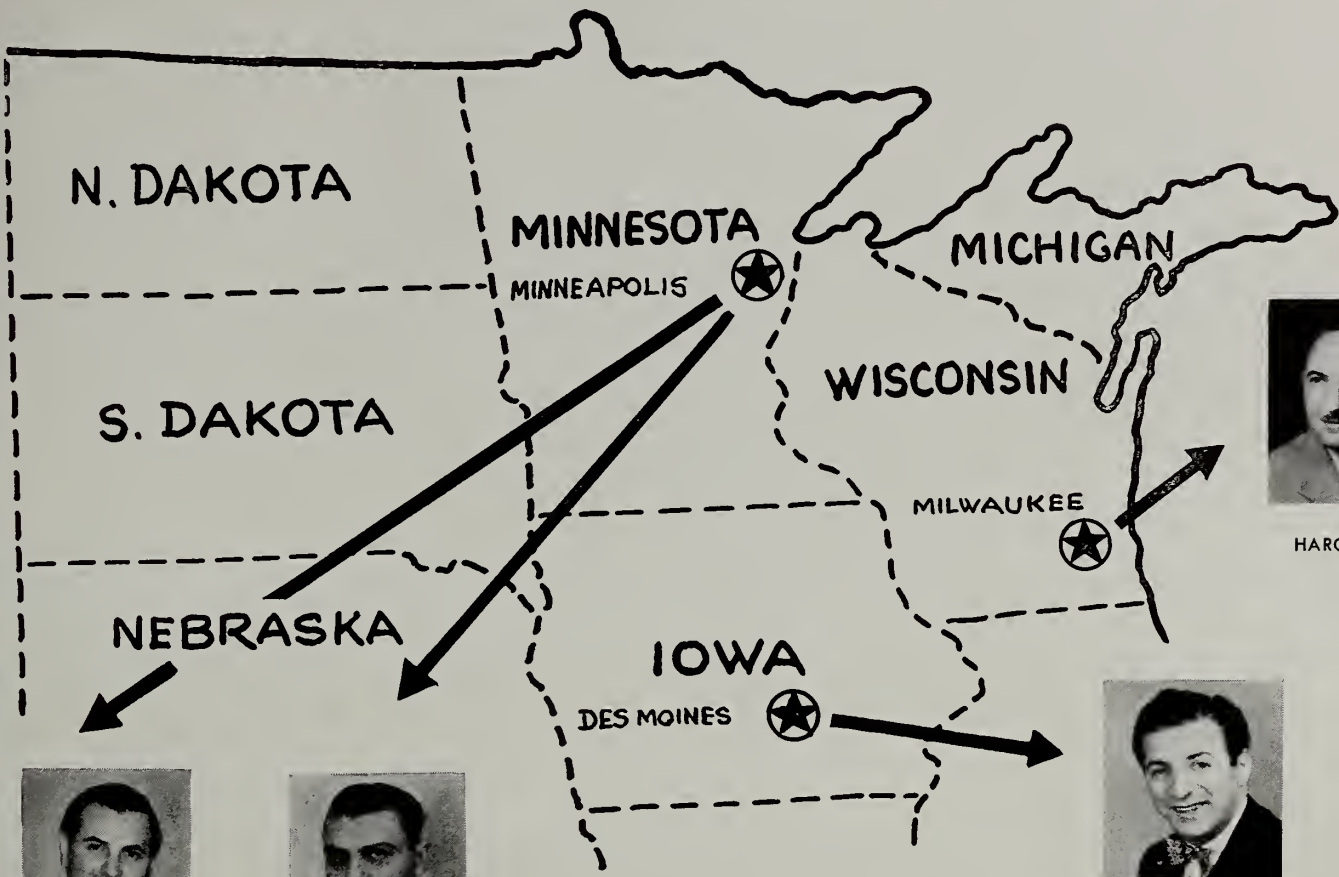 N. DAKOTA
MINNESOTA
MINNEAPOLIS
MICHIGAN
S. DAKOTA
WISCONSIN
MILWAUKEE
NEBRASKA
IOWA
DES MOINES